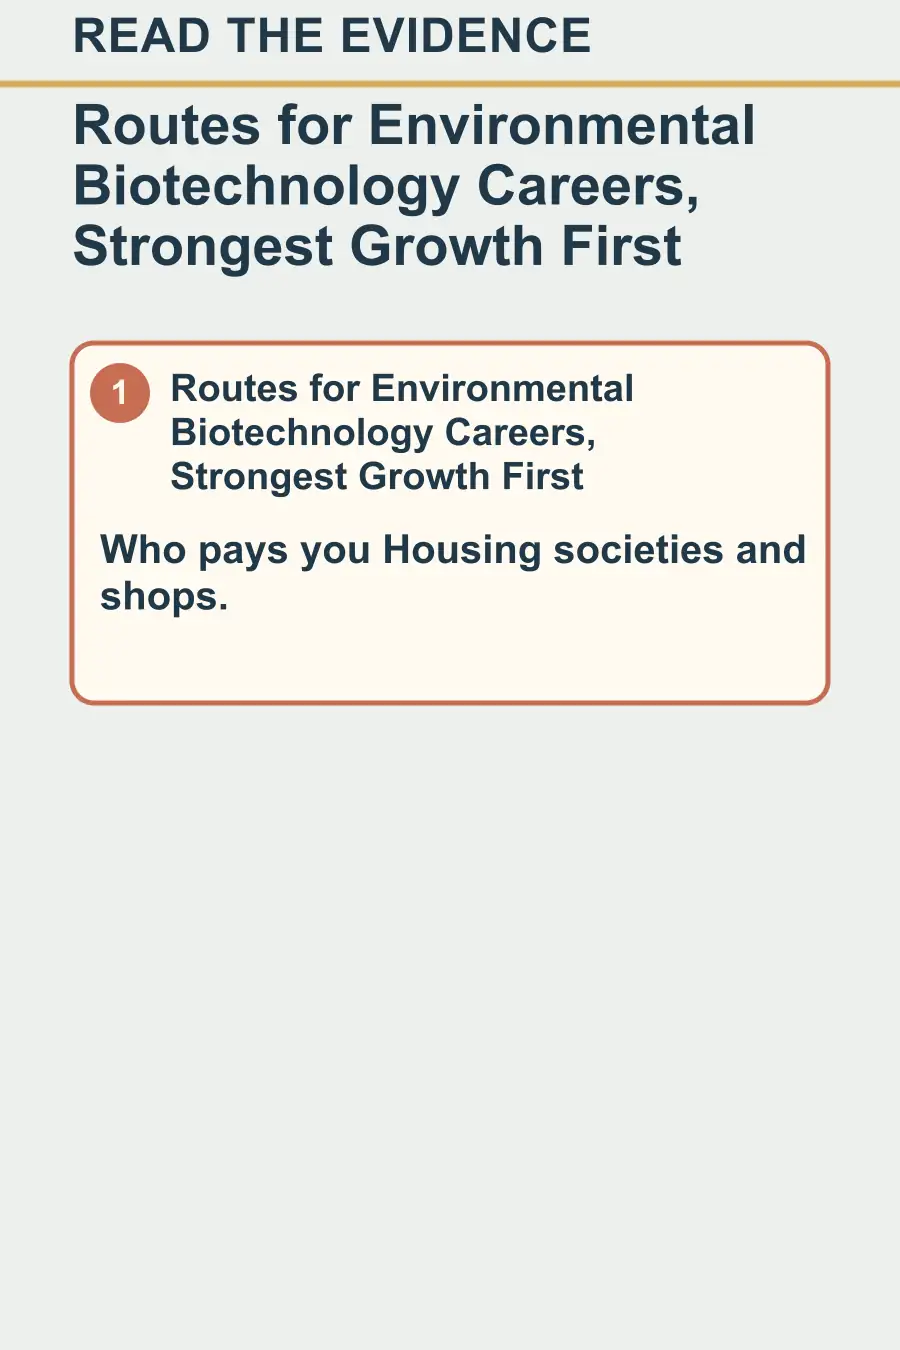 READ THE EVIDENCE
Routes for Environmental
Biotechnology Careers,
Strongest Growth First
1
Routes for Environmental
Biotechnology Careers,
Strongest Growth First
Who pays you Housing societies and
shops.